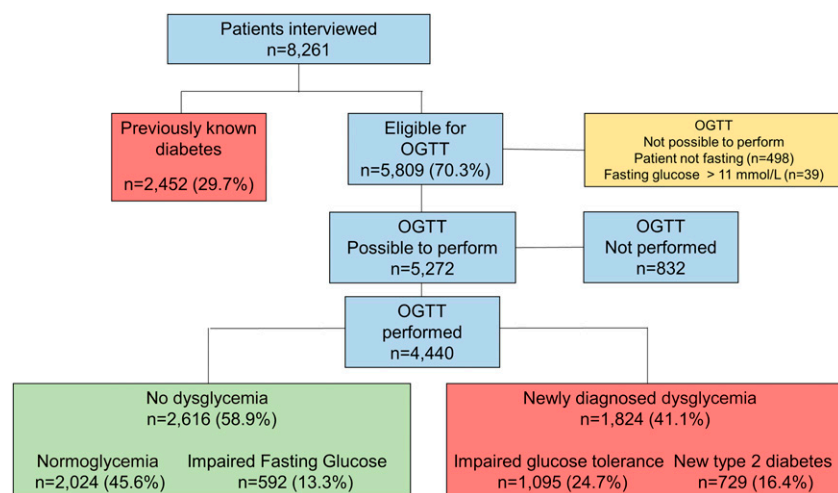 Patients interviewed
n=8,261
Previously known
diabetes
n=2,452 (29.7%)
Eligible for
OGTT
n=5,809 (70.3%)
OGTT
Not possible to perform
Patient not fasting (n=498)
Fasting glucose > 11 mmol/L (n=39)
OGTT
Possible to perform
n=5,272
OGTT
Not performed
n=832
OGTT
performed
n=4,440
No dysglycemia
n=2,616 (58.9%)
Normoglycemia
n=2,024 (45.6%)
Impaired Fasting Glucose
n=592 (13.3%)
Newly diagnosed dysglycemia
n=1,824 (41.1%)
Impaired glucose tolerance
n=1,095 (24.7%)
New type 2 diabetes
n=729 (16.4%)